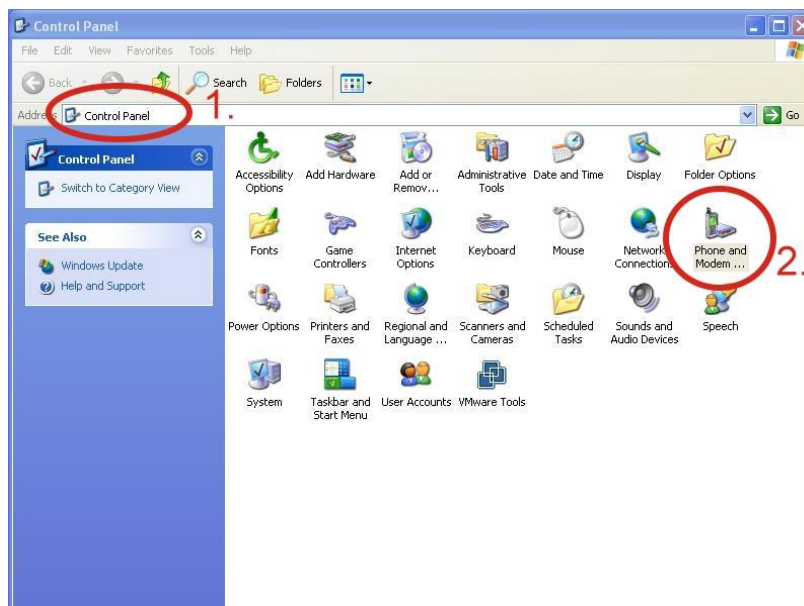 Control Panel
File Edit View Favorites Tools Help
Back Search Folders
Address Control Panel Go
1.
Control Panel
Switch to Category View
See Also
Windows Update
Help and Support
Accessibility Options
Add Hardware
Add or Remov...
Administrative Tools
Date and Time
Display
Folder Options
Fonts
Game Controllers
Internet Options
Keyboard
Mouse
Network Connections
Phone and Modem ...
2.
Power Options
Printers and Faxes
Regional and Language ...
Scanners and Cameras
Scheduled Tasks
Sounds and Audio Devices
Speech
System
Taskbar and Start Menu
User Accounts
VMware Tools